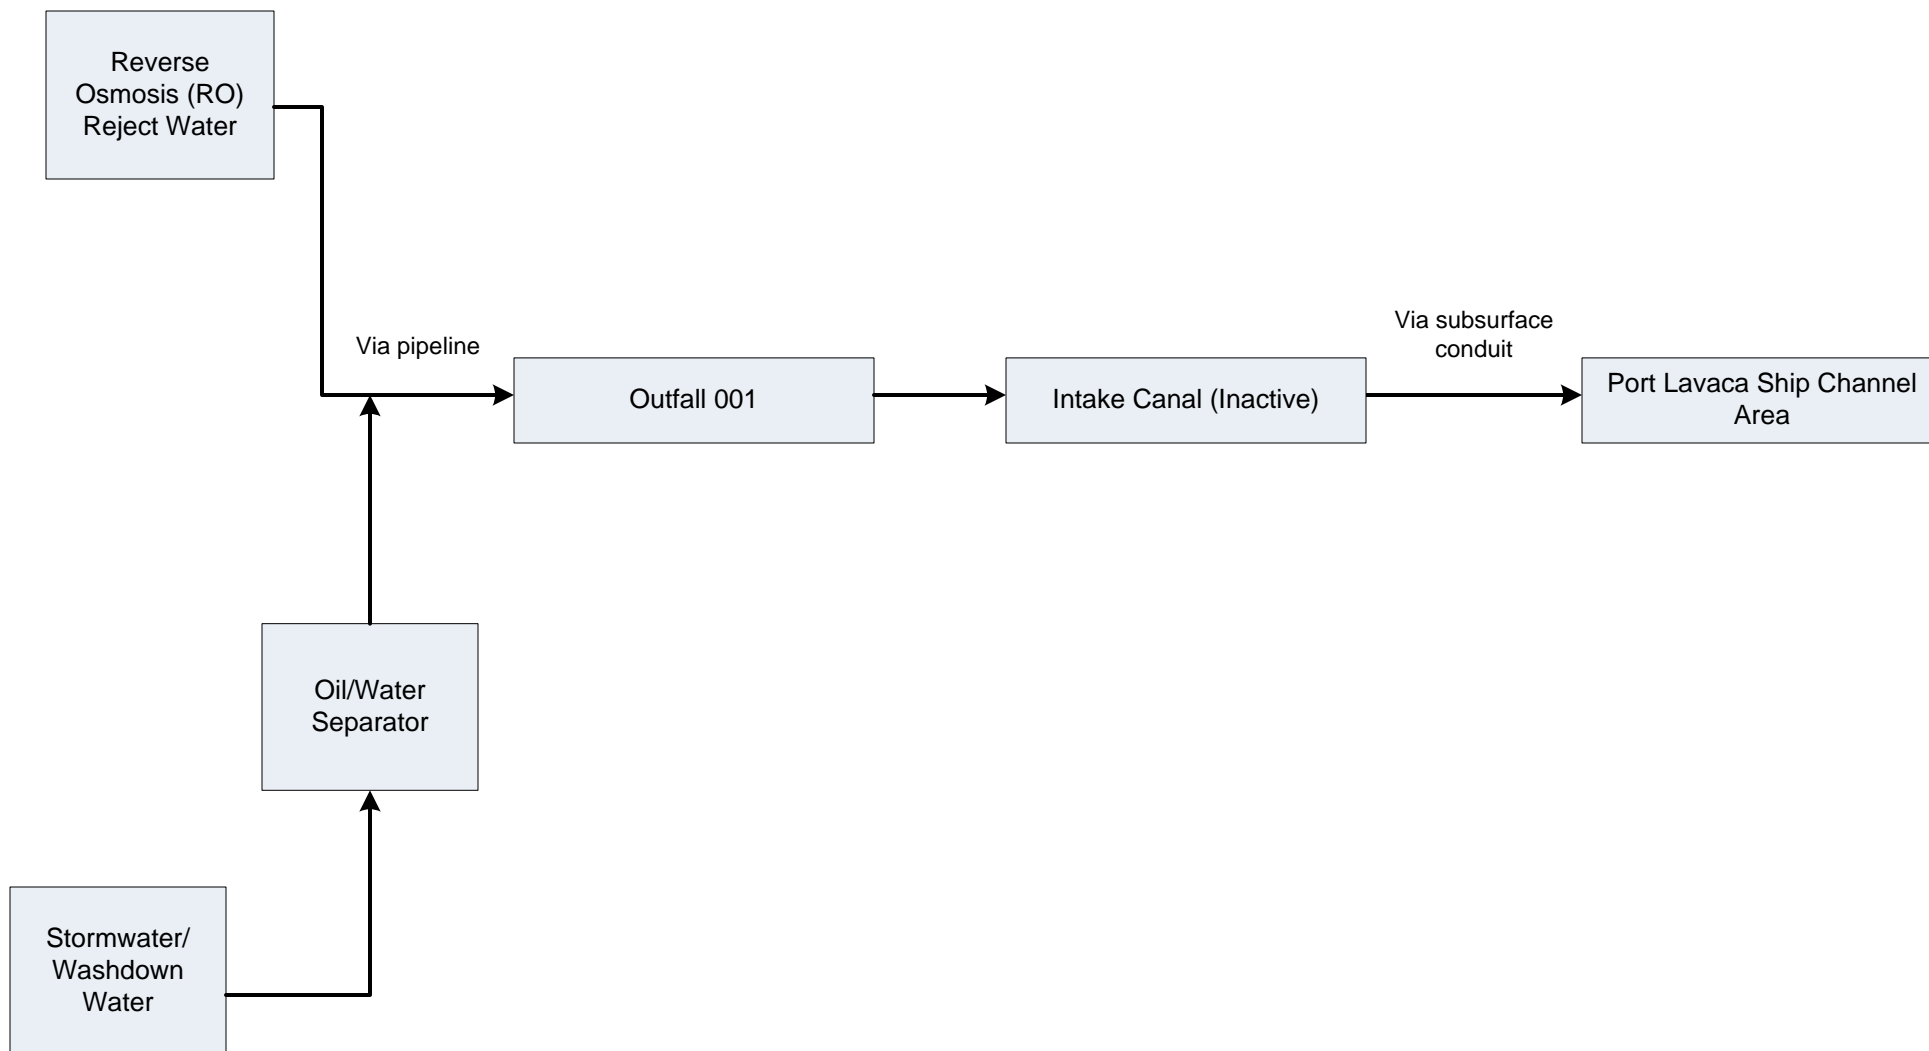 Reverse
Osmosis (RO)
Reject Water
Via pipeline
Outfall 001
Intake Canal (Inactive)
Via subsurface
conduit
Port Lavaca Ship Channel
Area
Oil/Water
Separator
Stormwater/
Washdown
Water